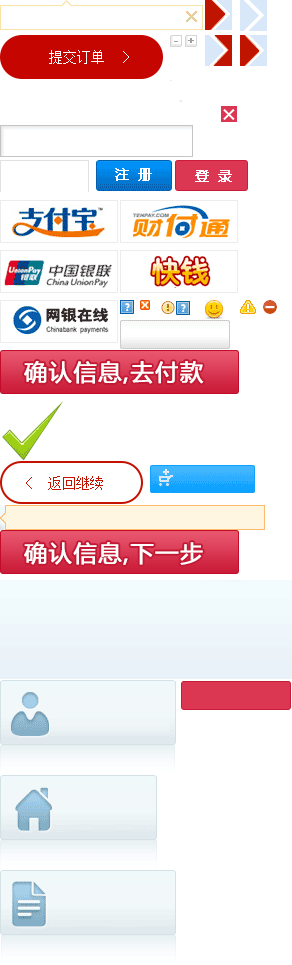 提交订单
注 册
登 录
支付宝™
TENPAY.COM
财付通
UnionPay
银联
中国银联
China UnionPay
快钱
网银在线
Chinabank payments
确认信息,去付款
返回继续
确认信息,下一步